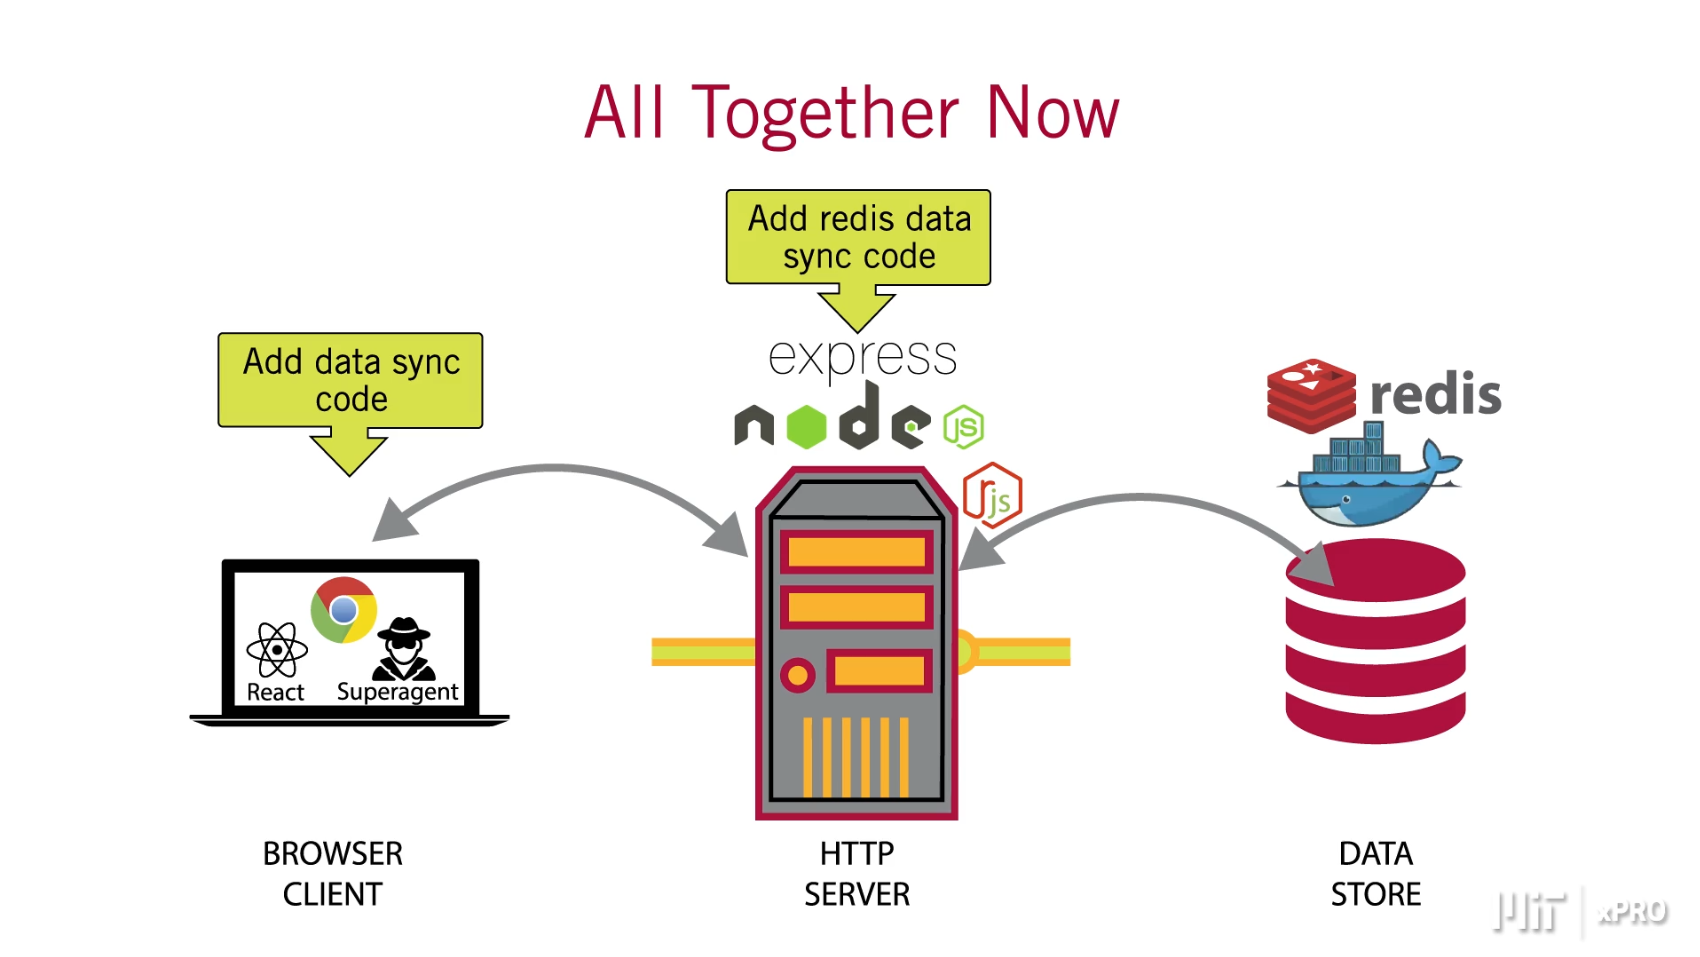 All Together Now
Add redis data
sync code
Add data sync
code
express
node
JS
redis
rjs
React
Superagent
BROWSER
CLIENT
HTTP
SERVER
DATA
STORE
MIT | xPRO